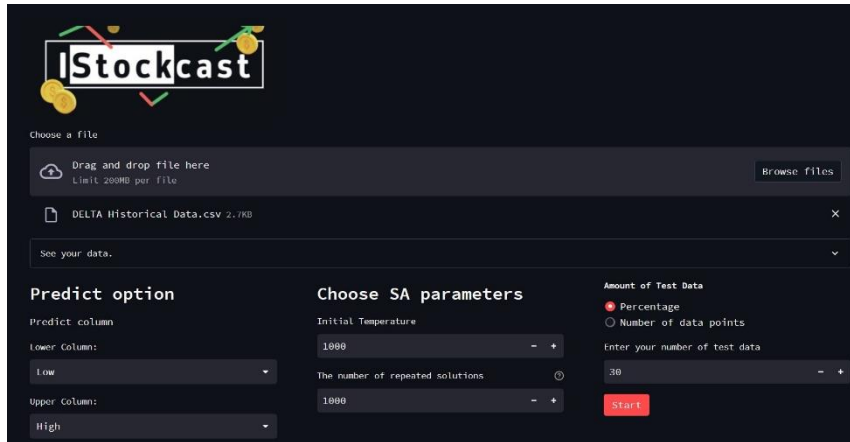 IStockcast
Choose a file
Drag and drop file here
Limit 200MB per file
Browse files
DELTA Historical Data.csv 2.7KB
See your data.
Predict option
Predict column
Lower Column:
Low
Upper Column:
High
Choose SA parameters
Initial Temperature
1000
The number of repeated solutions
1000
Amount of Test Data
Percentage
Number of data points
Enter your number of test data
30
Start